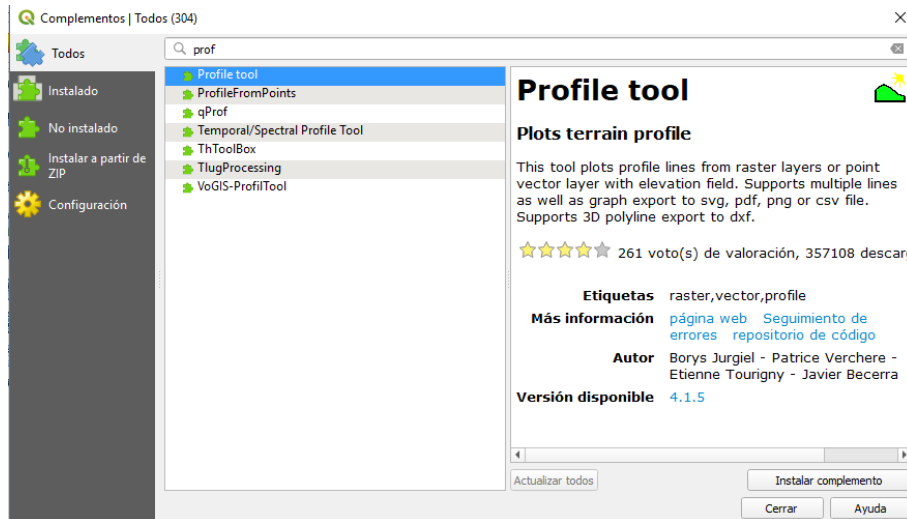 Complementos | Todos (304)
Todos
Instalado
No instalado
Instalar a partir de
ZIP
Configuración
prof
Profile tool
ProfileFromPoints
qProf
Temporal/Spectral Profile Tool
ThToolBox
TlugProcessing
VoGIS-ProfilTool
Profile tool
Plots terrain profile
This tool plots profile lines from raster layers or point
vector layer with elevation field. Supports multiple lines
as well as graph export to svg, pdf, png or csv file.
Supports 3D polyline export to dxf.
261 voto(s) de valoración, 357108 descar
Etiquetas raster,vector,profile
Más información página web Seguimiento de
errores repositorio de código
Autor Borys Jurgiel - Patrice Verchere -
Etienne Tourigny - Javier Becerra
Versión disponible 4.1.5
Actualizar todos
Instalar complemento
Cerrar
Ayuda